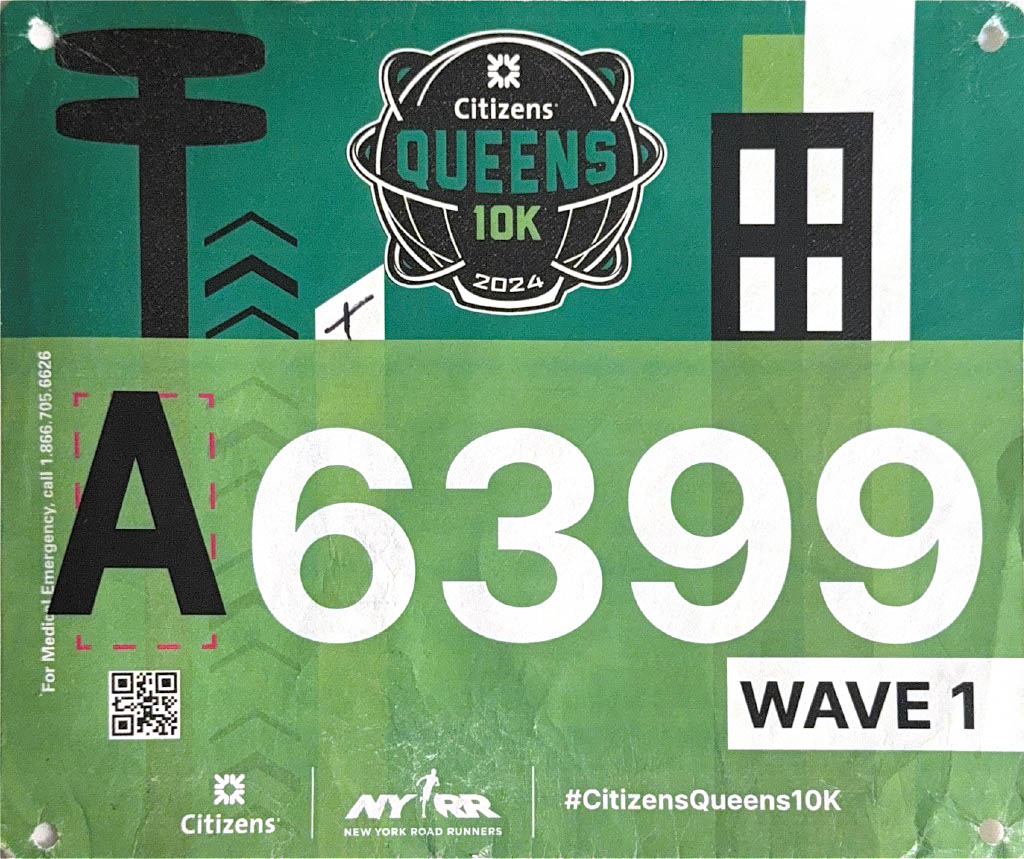 Citizens
QUEENS
10K
2024
For Medical Emergency, call 1.866.705.6626
A6399
WAVE 1
Citizens
NYRR
NEW YORK ROAD RUNNERS
#CitizensQueens10K